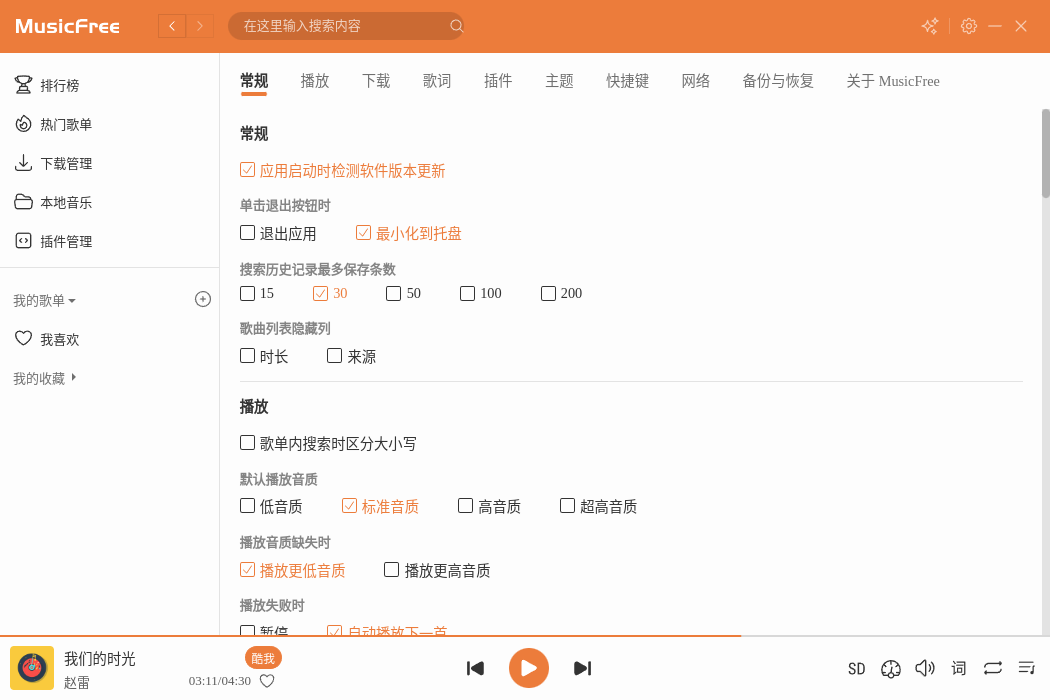 MusicFree
在这里输入搜索内容
排行榜
热门歌单
下载管理
本地音乐
插件管理
我的歌单
我喜欢
我的收藏
常规 播放 下载 歌词 插件 主题 快捷键 网络 备份与恢复 关于 MusicFree
常规
应用启动时检测软件版本更新
单击退出按钮时
退出应用 最小化到托盘
搜索历史记录最多保存条数
15 30 50 100 200
歌曲列表隐藏列
时长 来源
播放
歌单内搜索时区分大小写
默认播放音质
低音质 标准音质 高音质 超高音质
播放音质缺失时
播放更低音质 播放更高音质
播放失败时
暂停 自动播放下一首
我们的时光 酷我
赵雷 03:11/04:30
SD 词